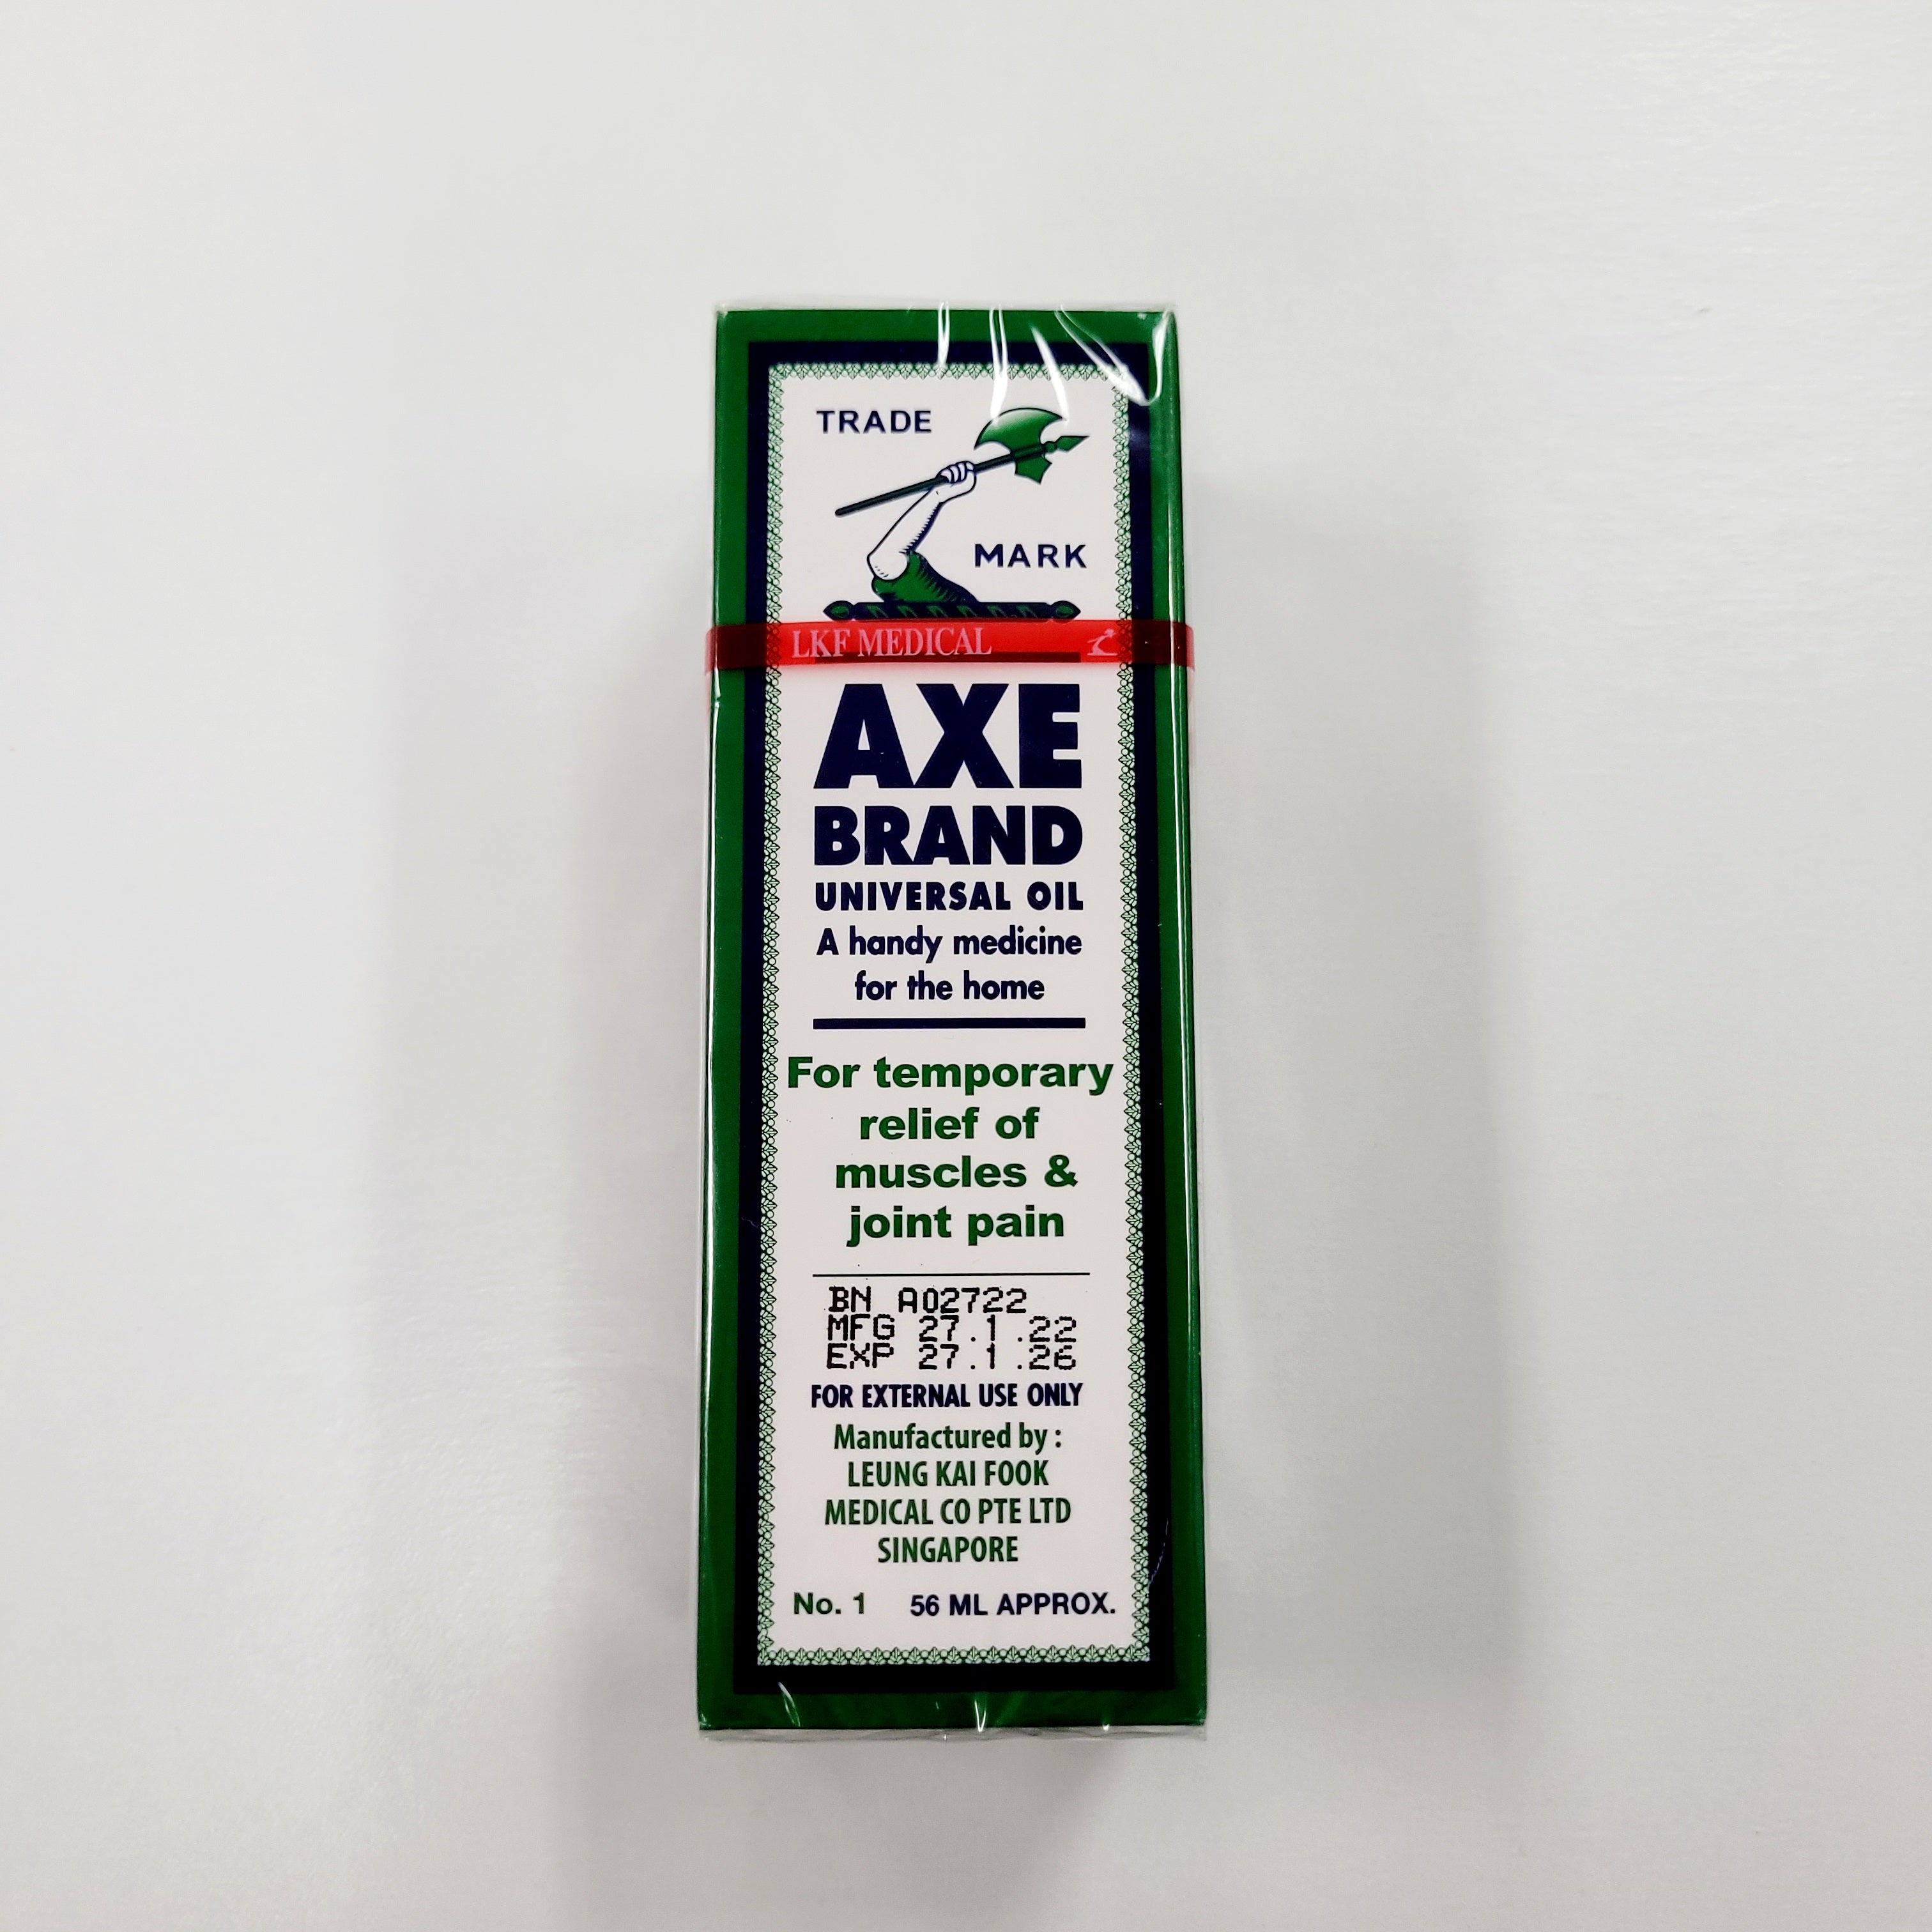 TRADE
MARK
LKF MEDICAL
AXE
BRAND
UNIVERSAL OIL
A handy medicine
for the home
For temporary
relief of
muscles &
joint pain
BN A02722
MFG 27.1.22
EXP 27.1.26
FOR EXTERNAL USE ONLY
Manufactured by :
LEUNG KAI FOOK
MEDICAL CO PTE LTD
SINGAPORE
No. 1 56 ML APPROX.